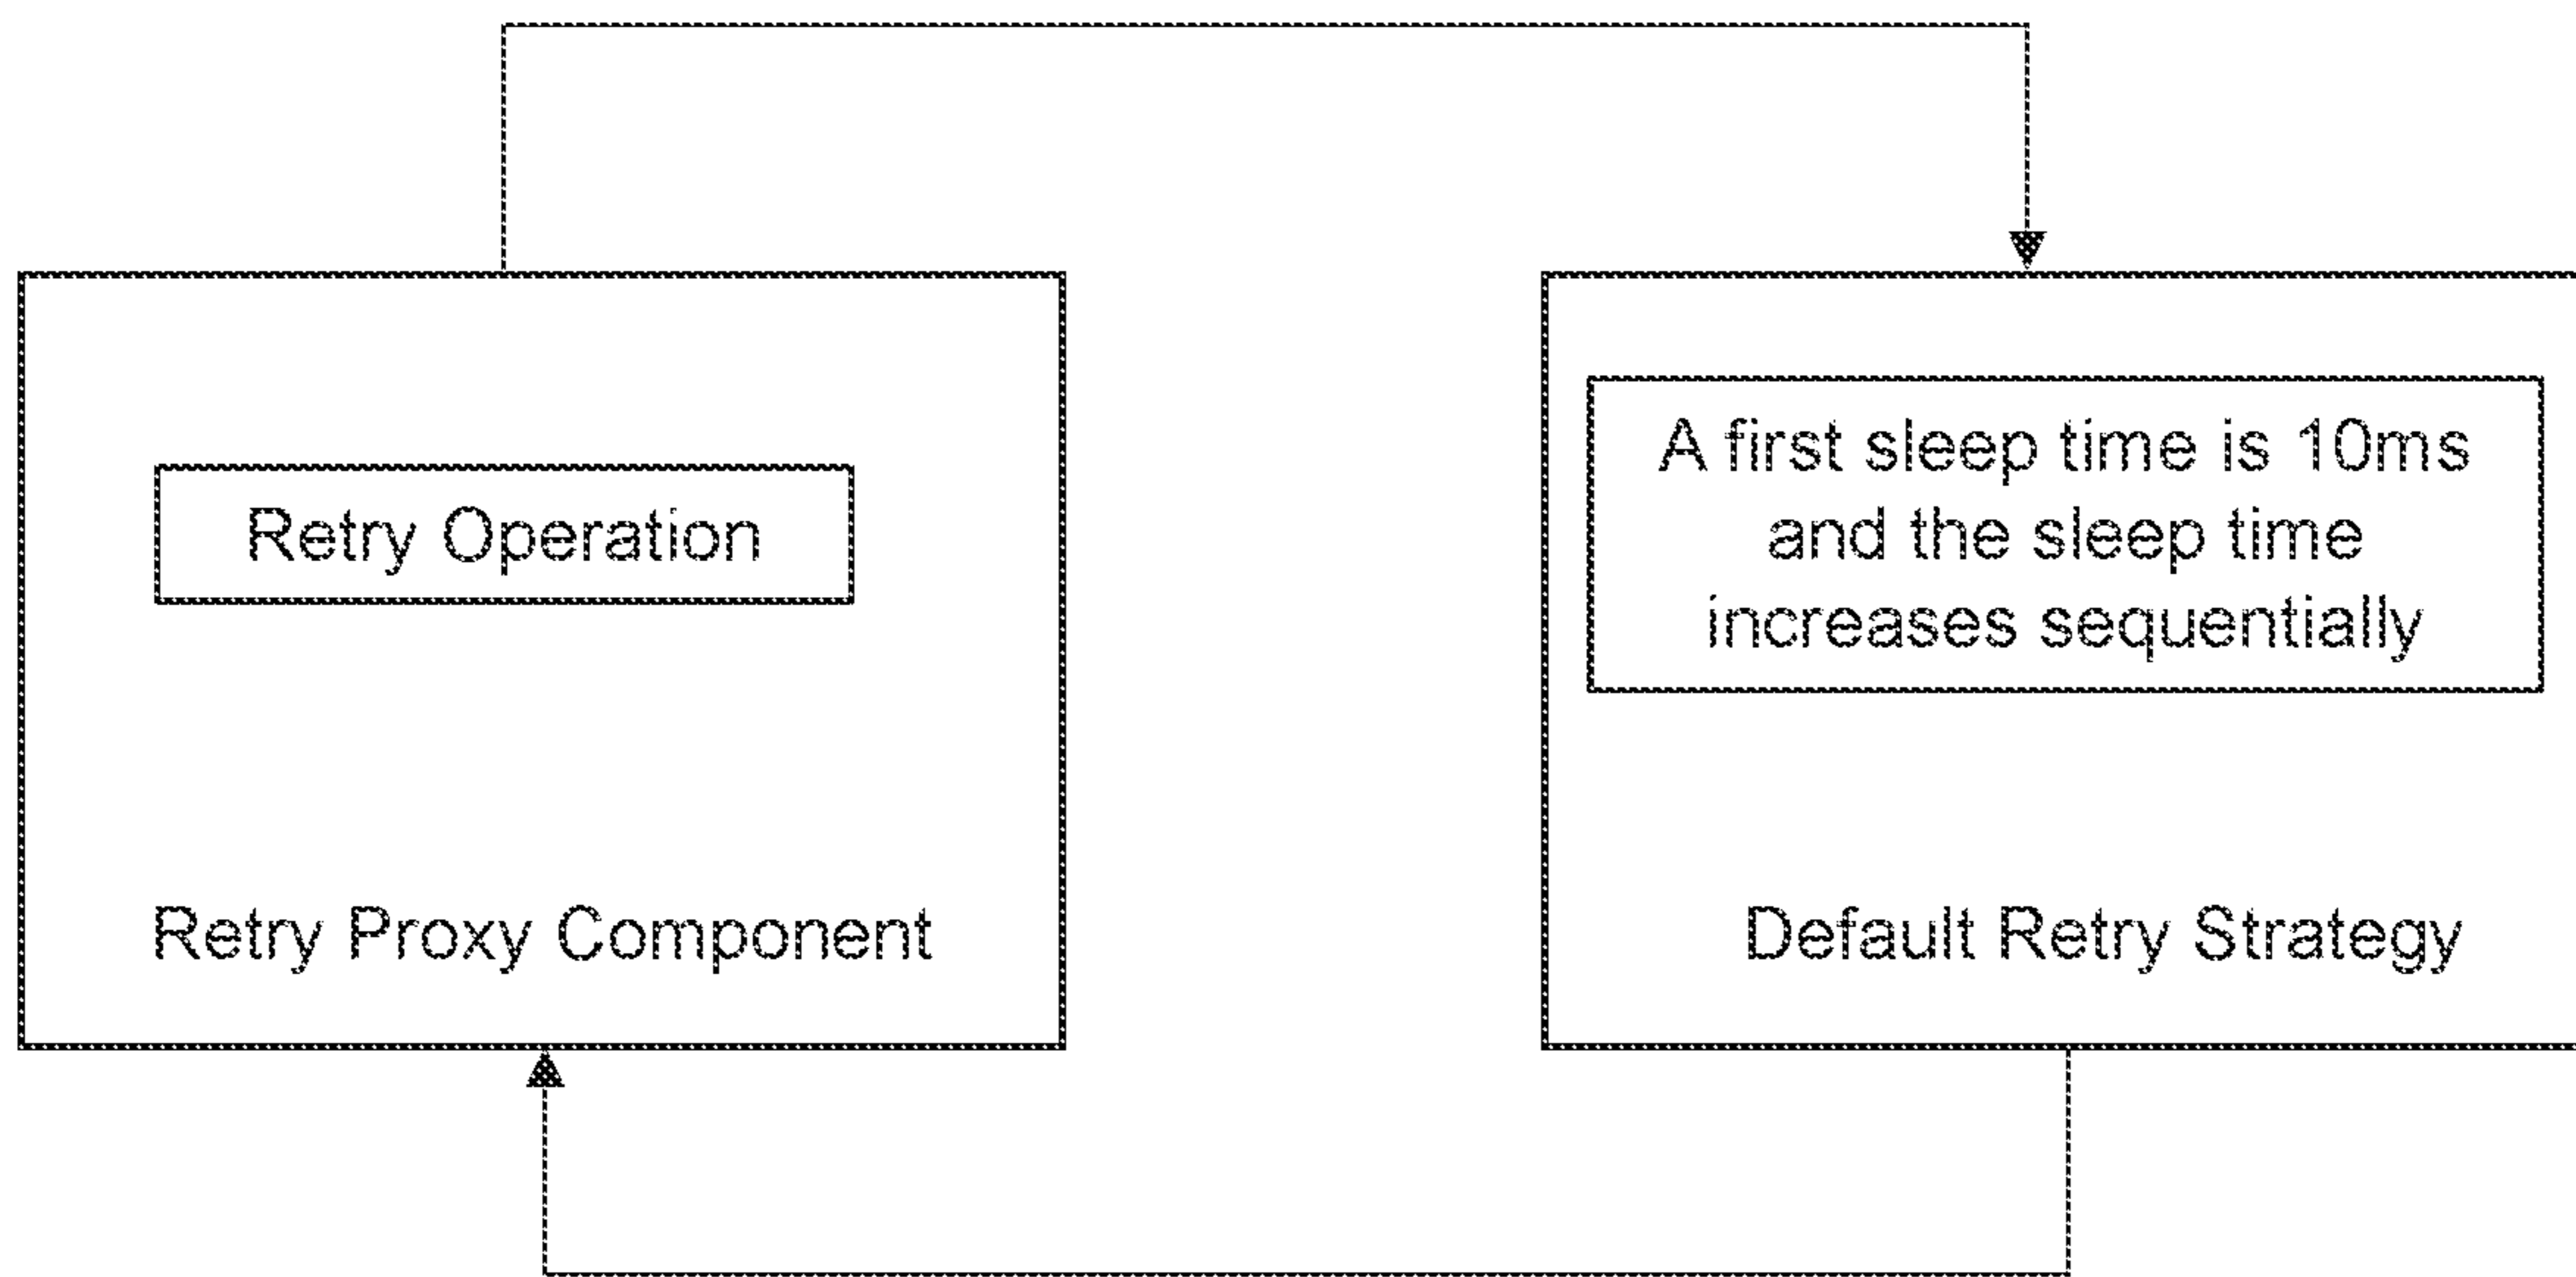 Retry Operation
Retry Proxy Component
A first sleep time is 10ms
and the sleep time
increases sequentially
Default Retry Strategy